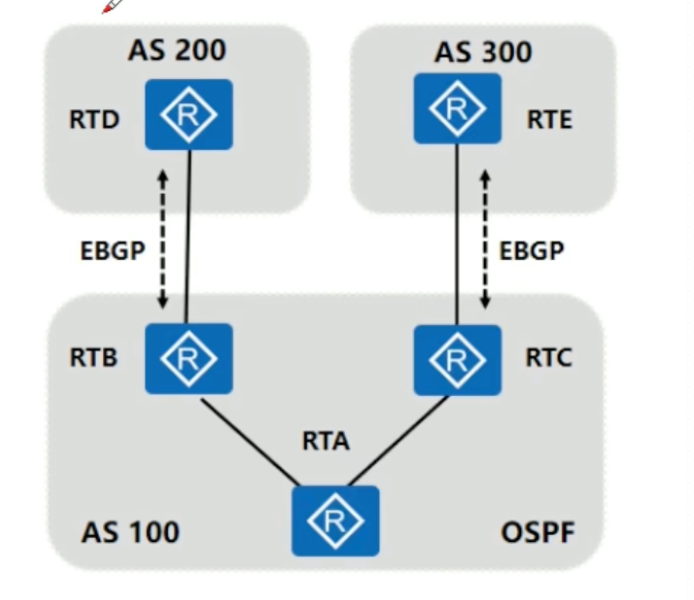 AS 200
AS 300
RTD
R
R
RTE
EBGP
EBGP
RTB
R
R
RTC
RTA
R
AS 100
OSPF